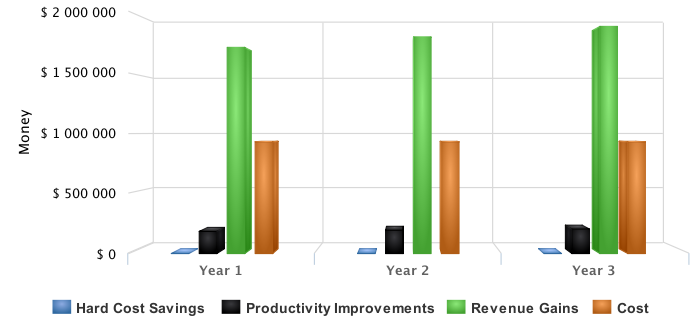 $ 2 000 000
$ 1 500 000
$ 1 000 000
$ 500 000
$ 0
Money
Year 1 Year 2 Year 3
Hard Cost Savings Productivity Improvements Revenue Gains Cost